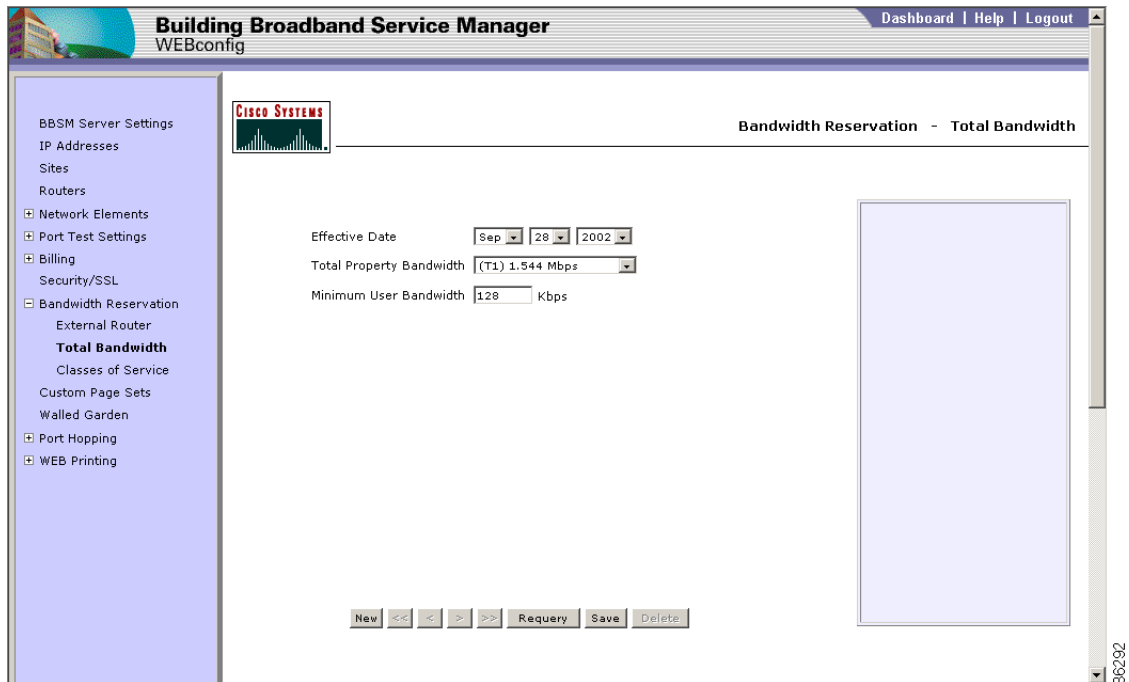 Building Broadband Service Manager
WEBconfig
Dashboard | Help | Logout
BBSM Server Settings
IP Addresses
Sites
Routers
Network Elements
Port Test Settings
Billing
Security/SSL
Bandwidth Reservation
External Router
Total Bandwidth
Classes of Service
Custom Page Sets
Walled Garden
Port Hopping
WEB Printing
CISCO SYSTEMS
Bandwidth Reservation - Total Bandwidth
Effective Date Sep 28 2002
Total Property Bandwidth (T1) 1.544 Mbps
Minimum User Bandwidth 128 Kbps
New << < > >> Requery Save Delete
86292